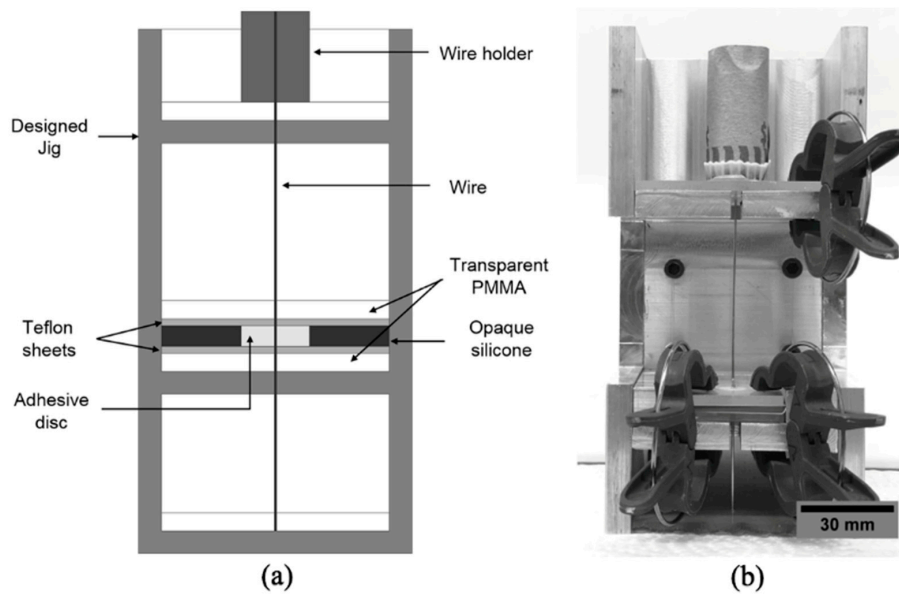 Wire holder
Designed
Jig
Wire
Transparent
PMMA
Teflon
sheets
Opaque
silicone
Adhesive
disc
30 mm
(a)
(b)